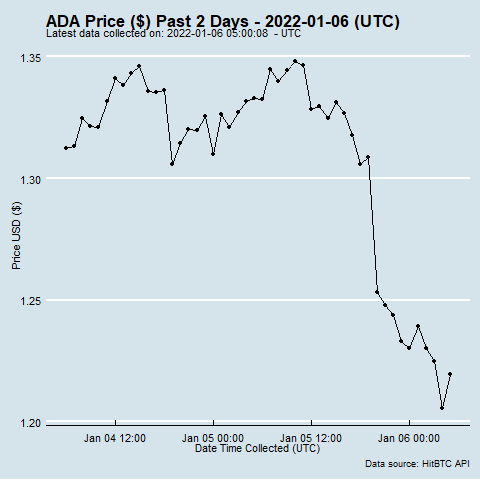 ADA Price ($) Past 2 Days - 2022-01-06 (UTC)
Latest data collected on: 2022-01-06 05:00:08  - UTC
1.35
1.30
1.25
1.20
Price USD ($)
Jan 04 12:00 Jan 05 00:00 Jan 05 12:00 Jan 06 00:00
Date Time Collected (UTC)
Data source: HitBTC API